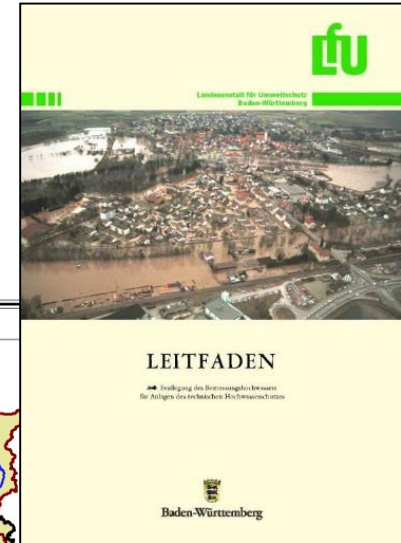 LfU
Landesanstalt für Umweltschutz
Baden-Württemberg
LEITFADEN
Festlegung des Bemessungshochwassers
für Anlagen des technischen Hochwasserschutzes
Baden-Württemberg